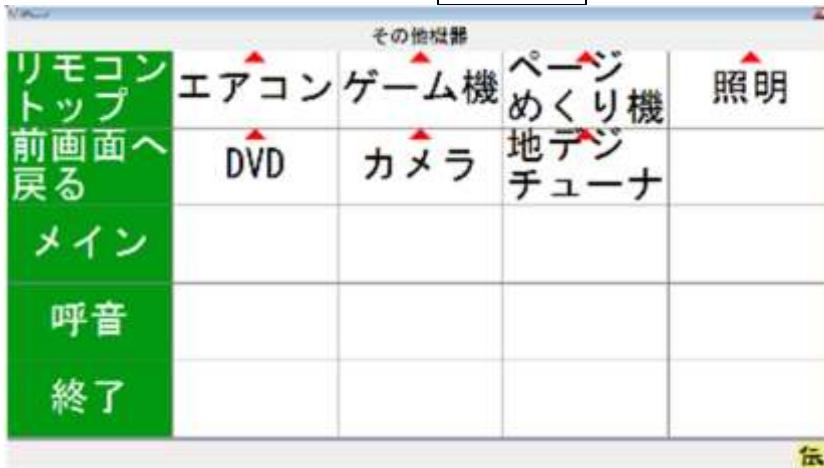 その他機器
リモコン
トップ
エアコン
ゲーム機
ページ
めくり機
照明
前画面へ
戻る
DVD
カメラ
地デジ
チューナ
メイン
呼音
終了
伝